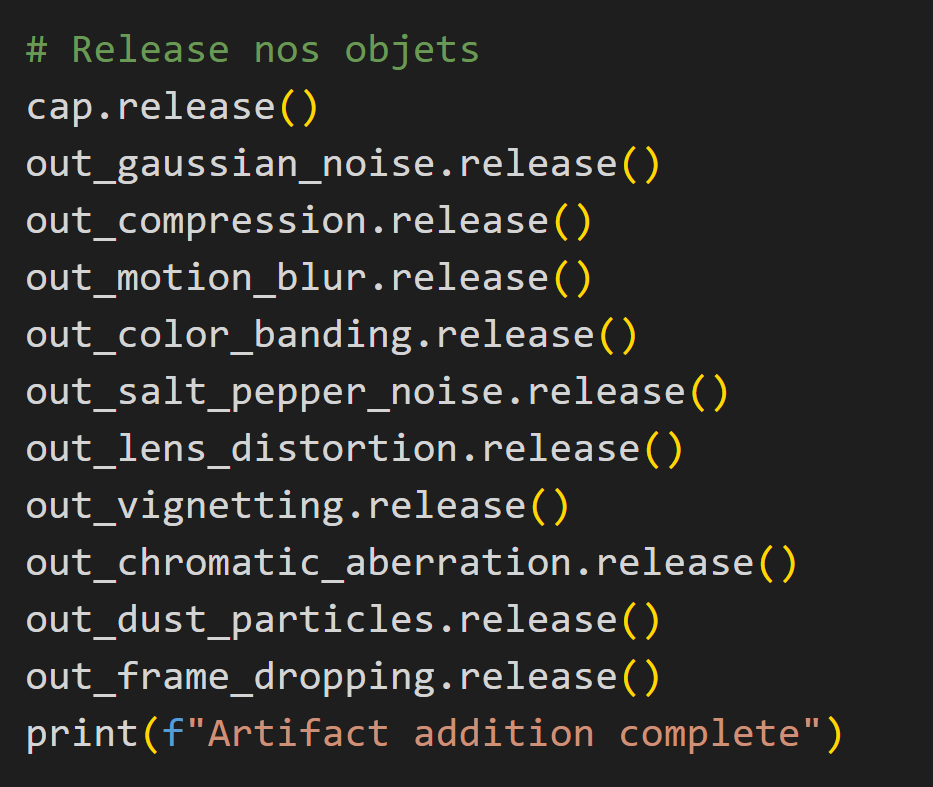 # Release nos objets
cap.release()
out_gaussian_noise.release()
out_compression.release()
out_motion_blur.release()
out_color_banding.release()
out_salt_pepper_noise.release()
out_lens_distortion.release()
out_vignetting.release()
out_chromatic_aberration.release()
out_dust_particles.release()
out_frame_dropping.release()
print(f"Artifact addition complete")